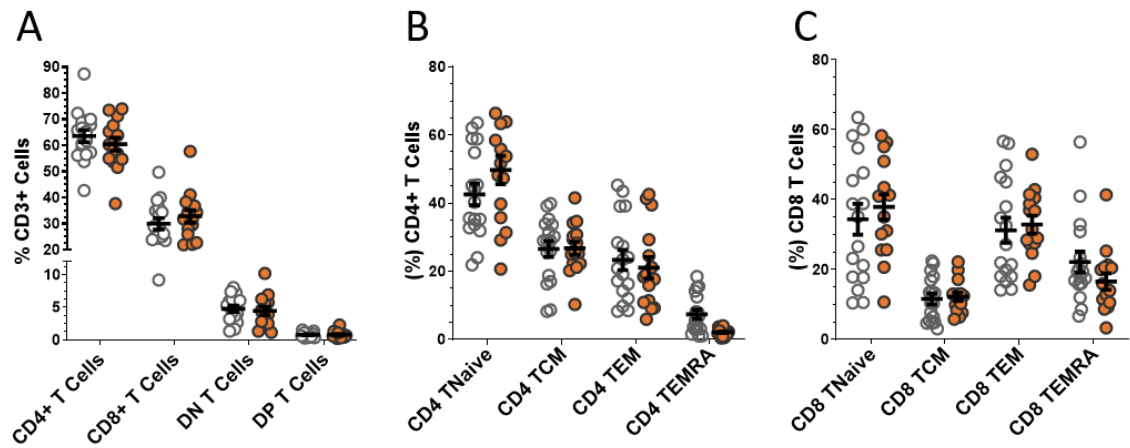 A
% CD3+ Cells
90
80
70
60
50
40
30
20
10
5
0
CD4+ T Cells
CD8+ T Cells
DN T Cells
DP T Cells
B
(%) CD4+ T Cells
80
60
40
20
0
CD4 TNaive
CD4 TCM
CD4 TEM
CD4 TEMRA
C
(%) CD8 T Cells
80
60
40
20
0
CD8 TNaive
CD8 TCM
CD8 TEM
CD8 TEMRA